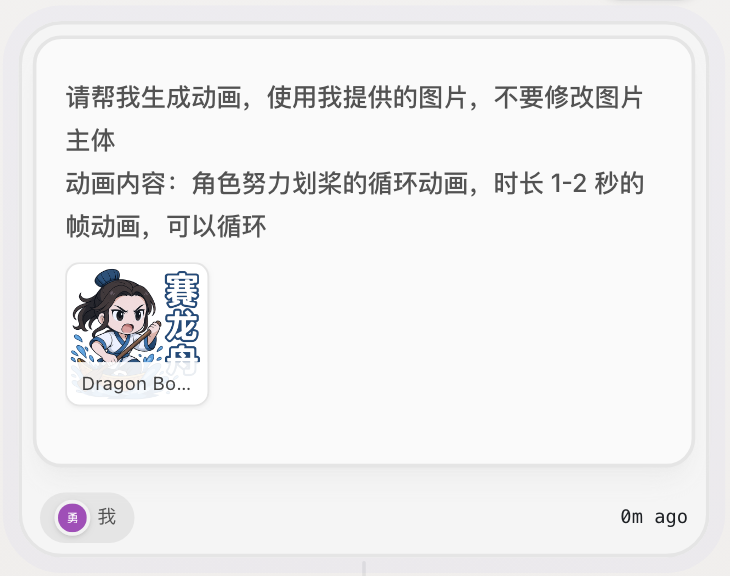 请帮我生成动画，使用我提供的图片，不要修改图片
主体
动画内容：角色努力划桨的循环动画，时长 1-2 秒的
帧动画，可以循环
赛龙舟
Dragon Bo...
勇 我
0m ago